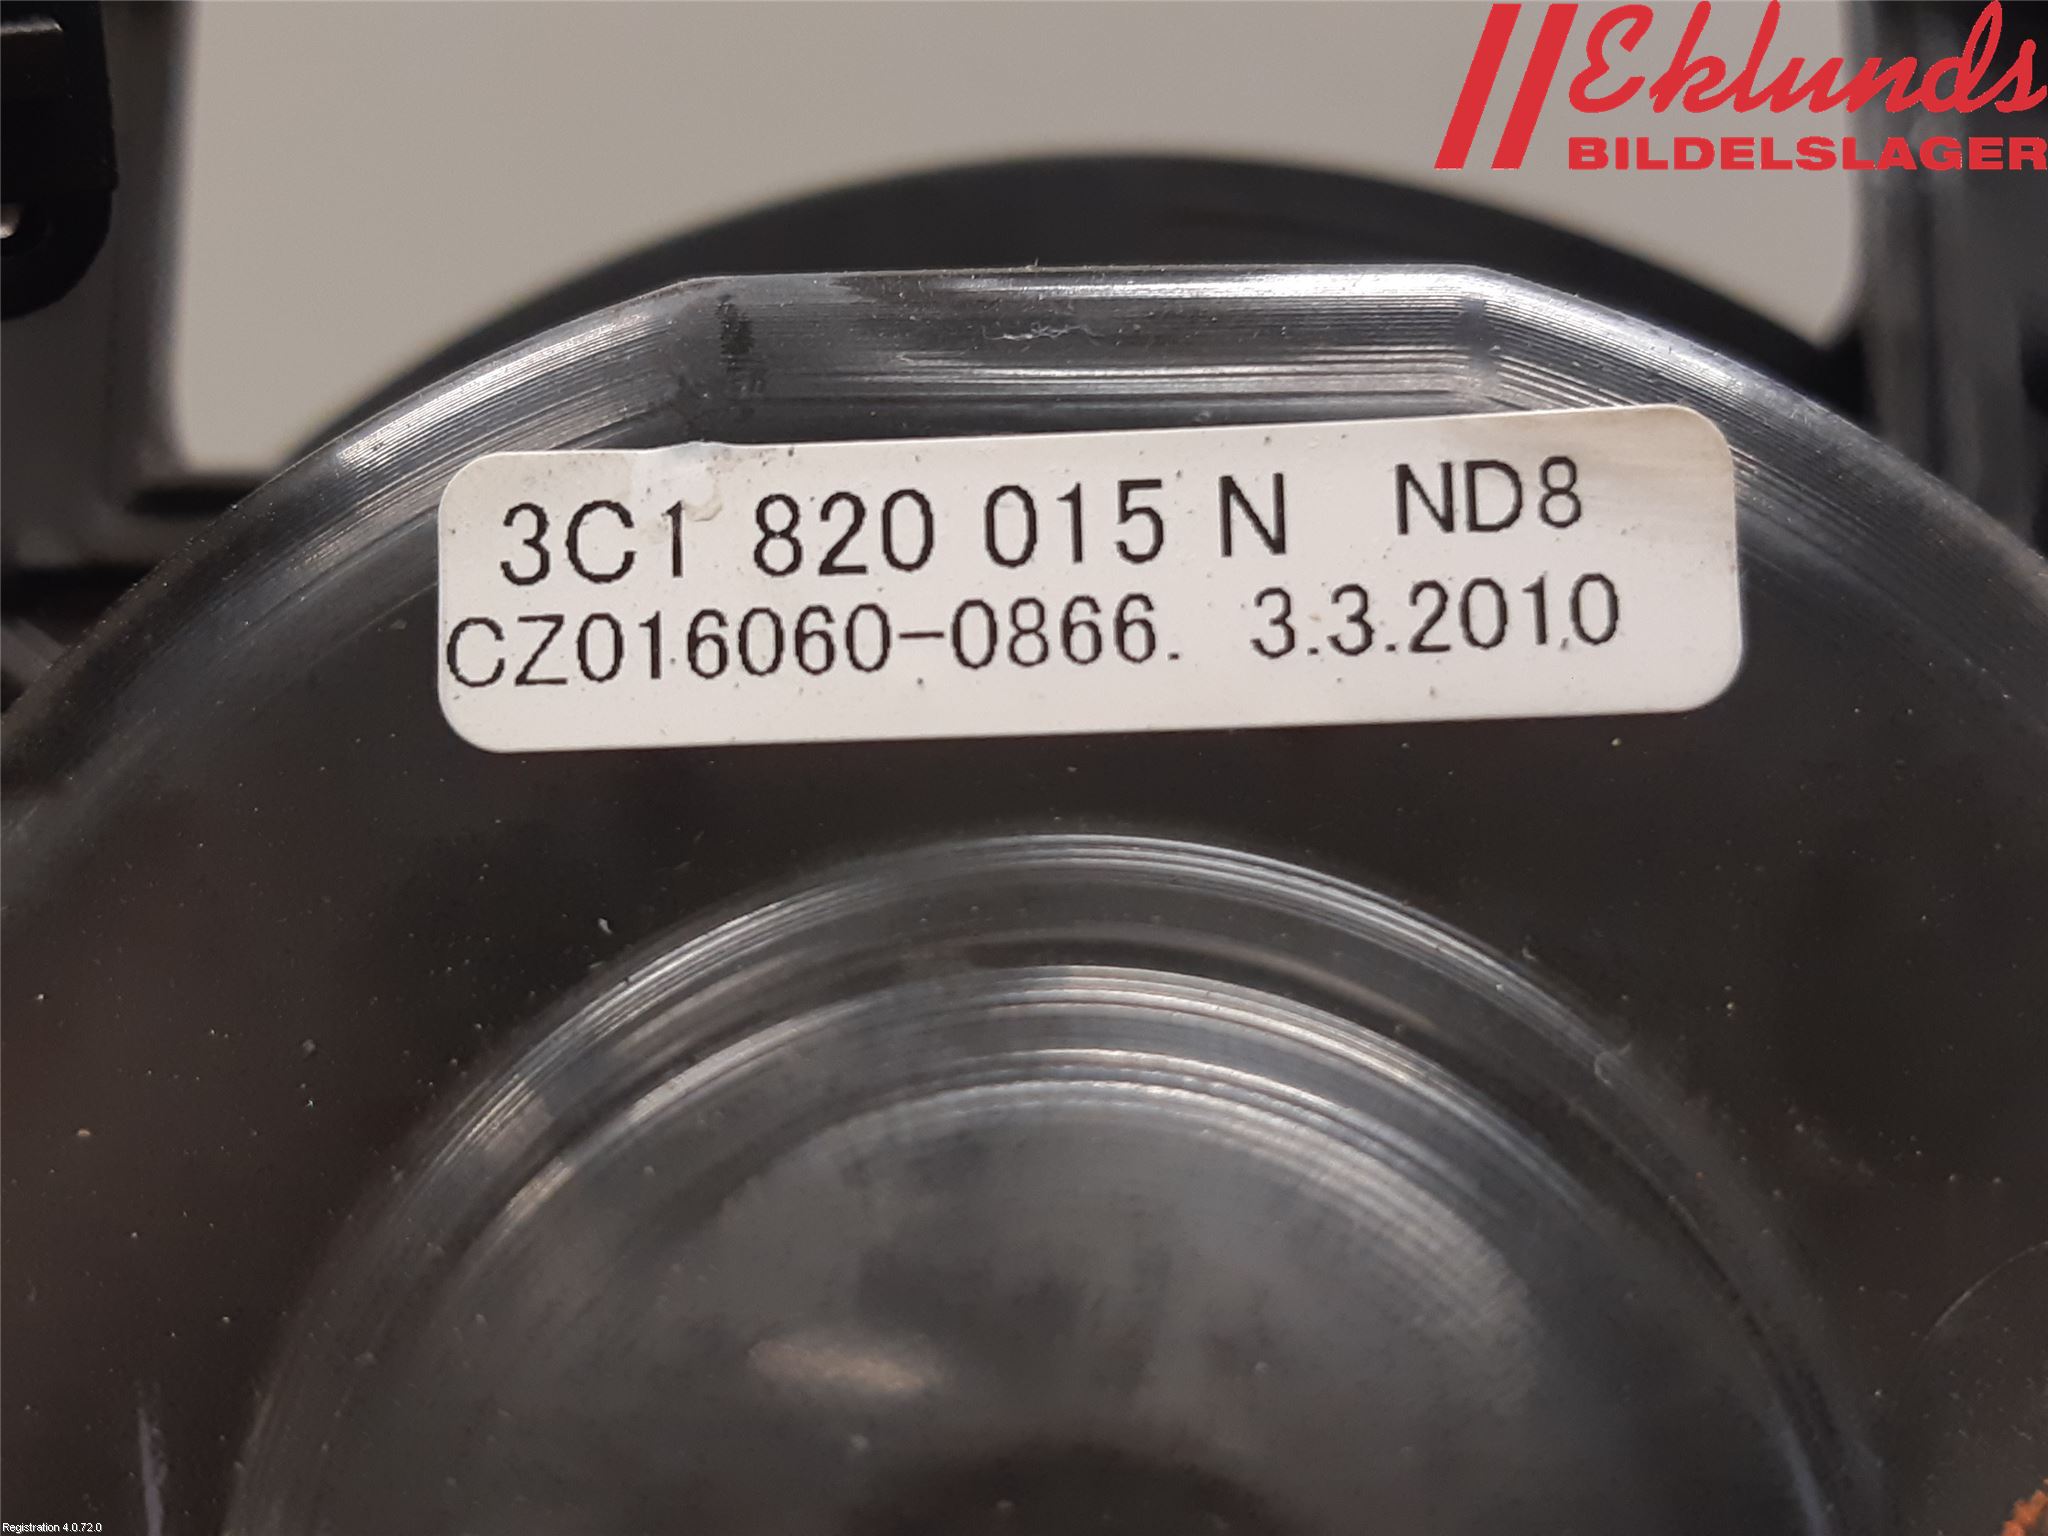 Eklunds
BILDELSLAGER
3C1 820 015 N ND8
CZ016060-0866. 3.3.2010
Registration 4.0.72.0